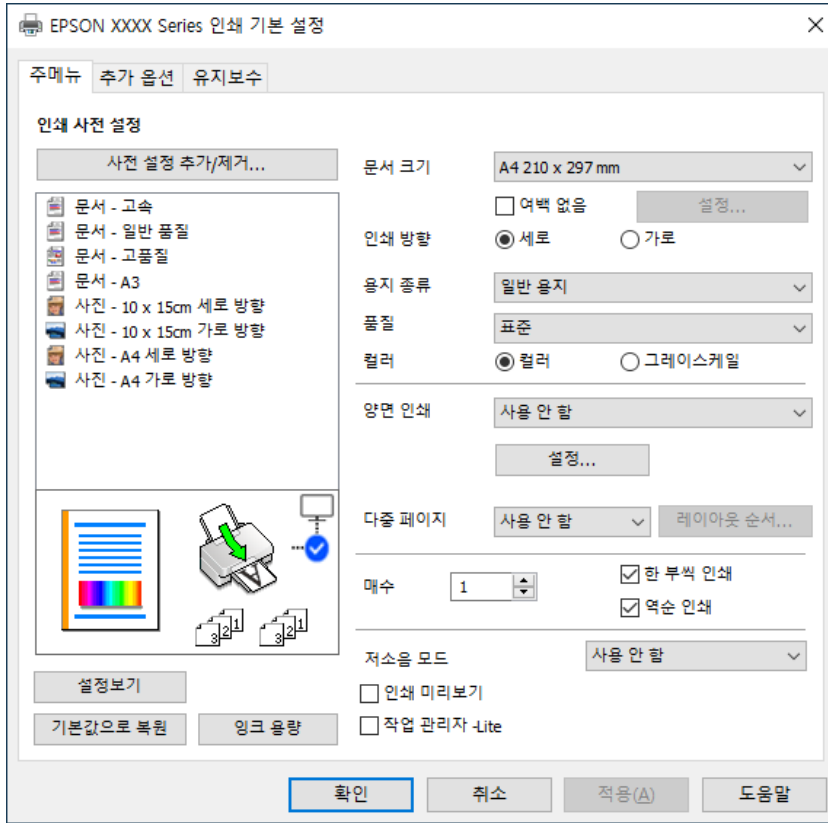 EPSON XXXX Series 인쇄 기본 설정
주메뉴 추가 옵션 유지보수
인쇄 사전 설정
사전 설정 추가/제거...
문서 - 고속
문서 - 일반 품질
문서 - 고품질
문서 - A3
사진 - 10 x 15cm 세로 방향
사진 - 10 x 15cm 가로 방향
사진 - A4 세로 방향
사진 - A4 가로 방향
설정보기
기본값으로 복원 잉크 용량
문서 크기 A4 210 x 297 mm
여백 없음 설정...
인쇄 방향 세로 가로
용지 종류 일반 용지
품질 표준
컬러 컬러 그레이스케일
양면 인쇄 사용 안 함
설정...
다중 페이지 사용 안 함 레이아웃 순서...
매수 1 한 부씩 인쇄
역순 인쇄
저소음 모드 사용 안 함
인쇄 미리보기
작업 관리자 -Lite
확인 취소 적용(A) 도움말
A
3 2 1 3 2 1